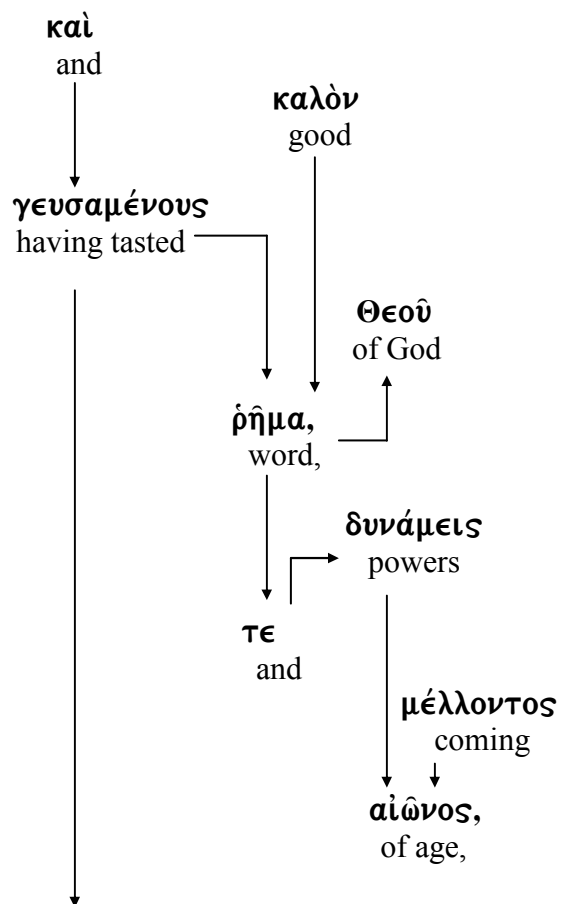 καὶ
and
καλὸν
good
γευσαμένους
having tasted
Θεοῦ
of God
ῥῆμα,
word,
δυνάμεις
powers
τε
and
μέλλοντος
coming
αἰῶνος,
of age,